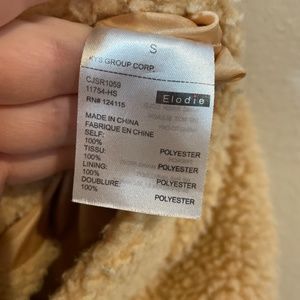 S
KYS GROUP CORP.
CJSR1059
11754-HS
RN# 124115
Elodie
MADE IN CHINA
FABRIQUE EN CHINE
SELF:
100% POLYESTER
TISSU:
100% POLYESTER
LINING:
100% POLYESTER
DOUBLURE:
100% POLYESTER